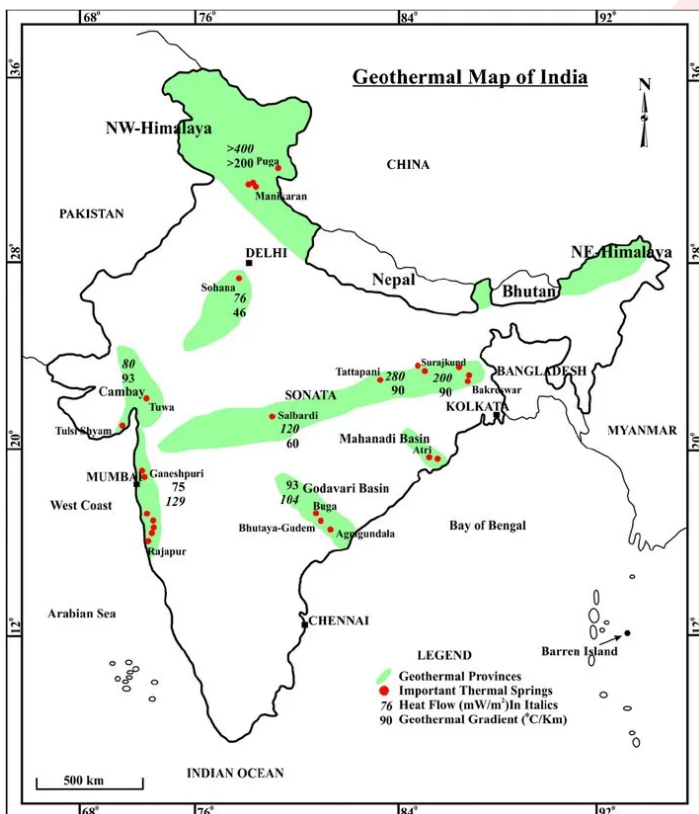 68°
76°
84°
92°
Geothermal Map of India
36°
36°
N
NW-Himalaya
>400
>200
Puga
Manikaran
CHINA
PAKISTAN
DELHI
28°
28°
NE-Himalaya
Nepal
Bhutan
Sohana
76
46
80
93
Cambay
Tuwa
Tulsi Shyam
Tattapani
280
90
Surajkund
200
90
BANGLADESH
Bakreswar
KOLKATA
SONATA
Salbardi
120
60
MYANMAR
20°
20°
Mahanadi Basin
Atri
MUMBAI
Ganeshpuri
75
129
West Coast
Rajapur
93
104
Godavari Basin
Buga
Bhutaya-Gudem
Agnigundala
Bay of Bengal
Arabian Sea
CHENNAI
12°
12°
Barren Island
LEGEND
Geothermal Provinces
Important Thermal Springs
76 Heat Flow (mW/m²)In Italics
90 Geothermal Gradient (⁰C/Km)
500 km
INDIAN OCEAN
68°
76°
84°
92°